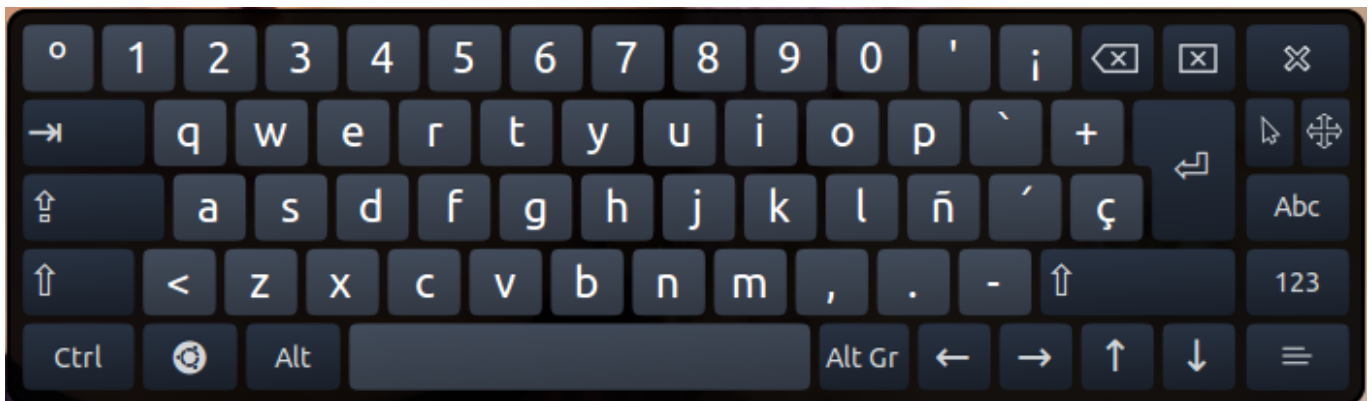 º 1 2 3 4 5 6 7 8 9 0 ' ¡
q w e r t y u i o p ` +
a s d f g h j k l ñ ´ ç Abc
< z x c v b n m , . - 123
Ctrl Alt Alt Gr ← → ↑ ↓